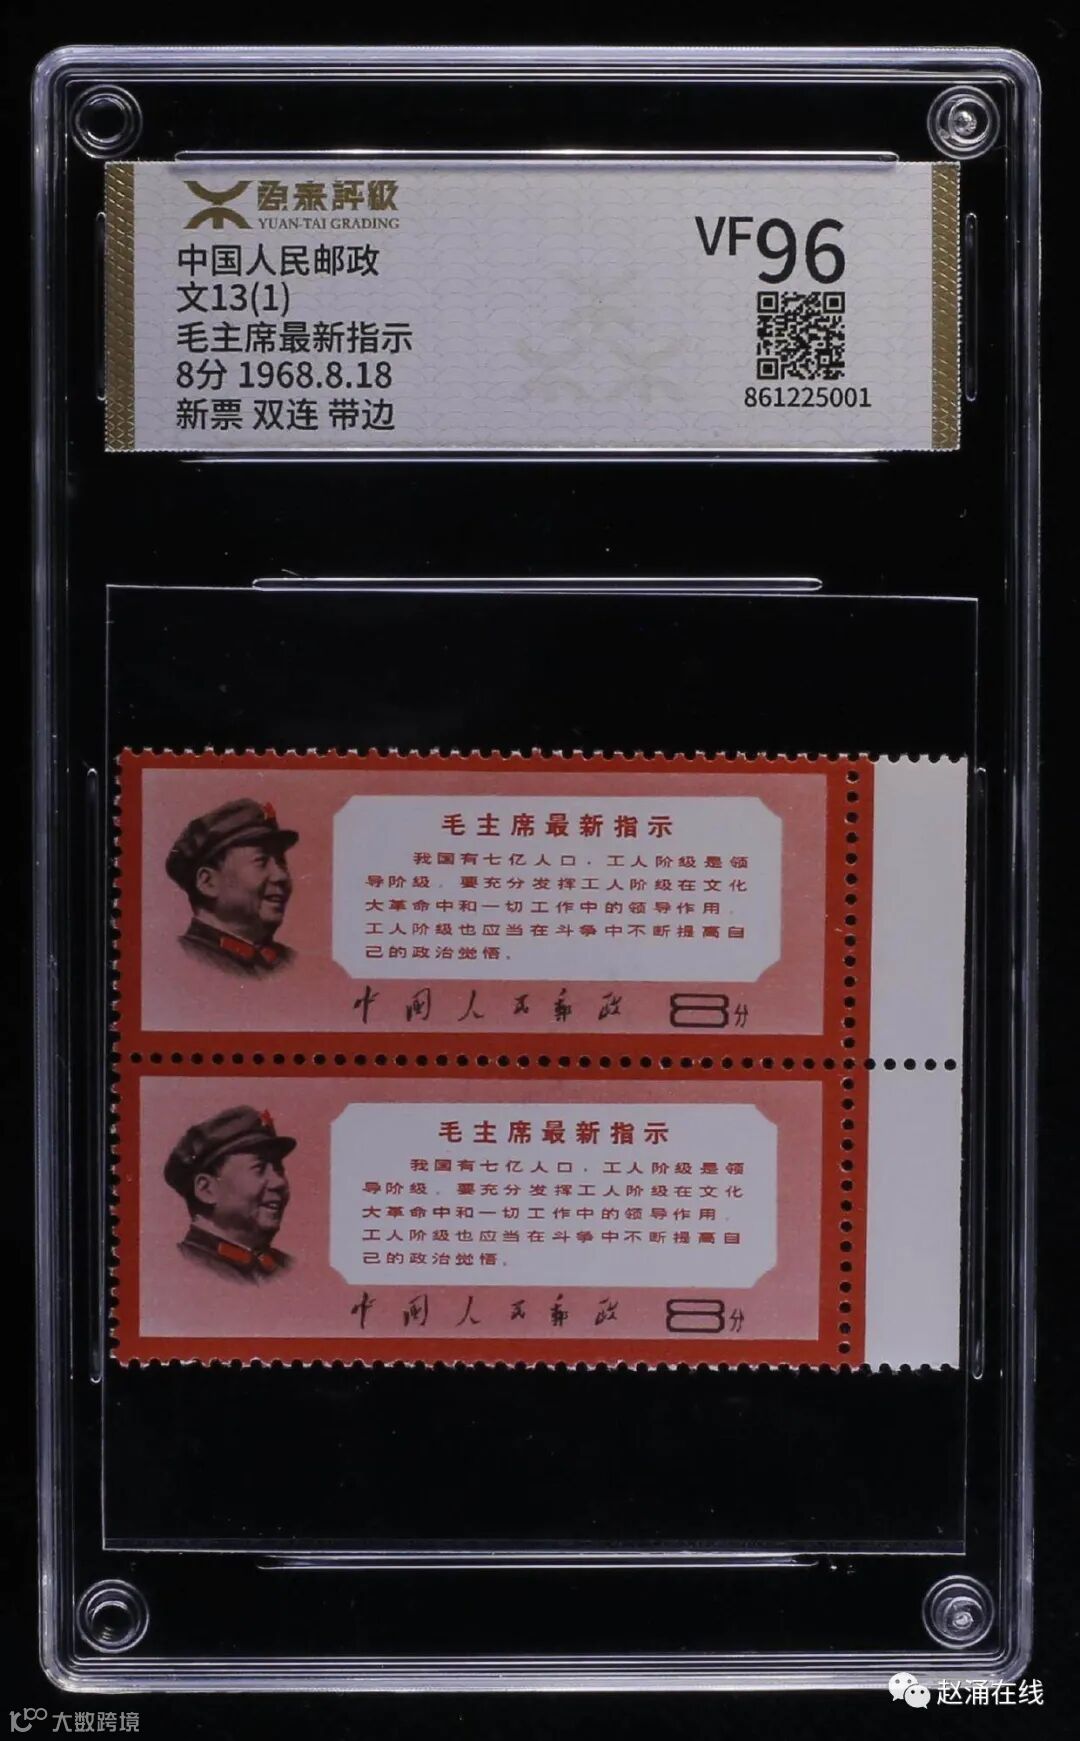 源泰評級
YUAN-TAI GRADING
中国人民邮政
文13(1)
毛主席最新指示
8分 1968.8.18
新票 双连 带边
VF96
861225001
毛主席最新指示
我国有七亿人口，工人阶级是领
导阶级。要充分发挥工人阶级在文化
大革命中和一切工作中的领导作用。
工人阶级也应当在斗争中不断提高自
己的政治觉悟。
中国人民邮政 8分
毛主席最新指示
我国有七亿人口，工人阶级是领
导阶级。要充分发挥工人阶级在文化
大革命中和一切工作中的领导作用。
工人阶级也应当在斗争中不断提高自
己的政治觉悟。
中国人民邮政 8分
赵涌在线
大数跨境